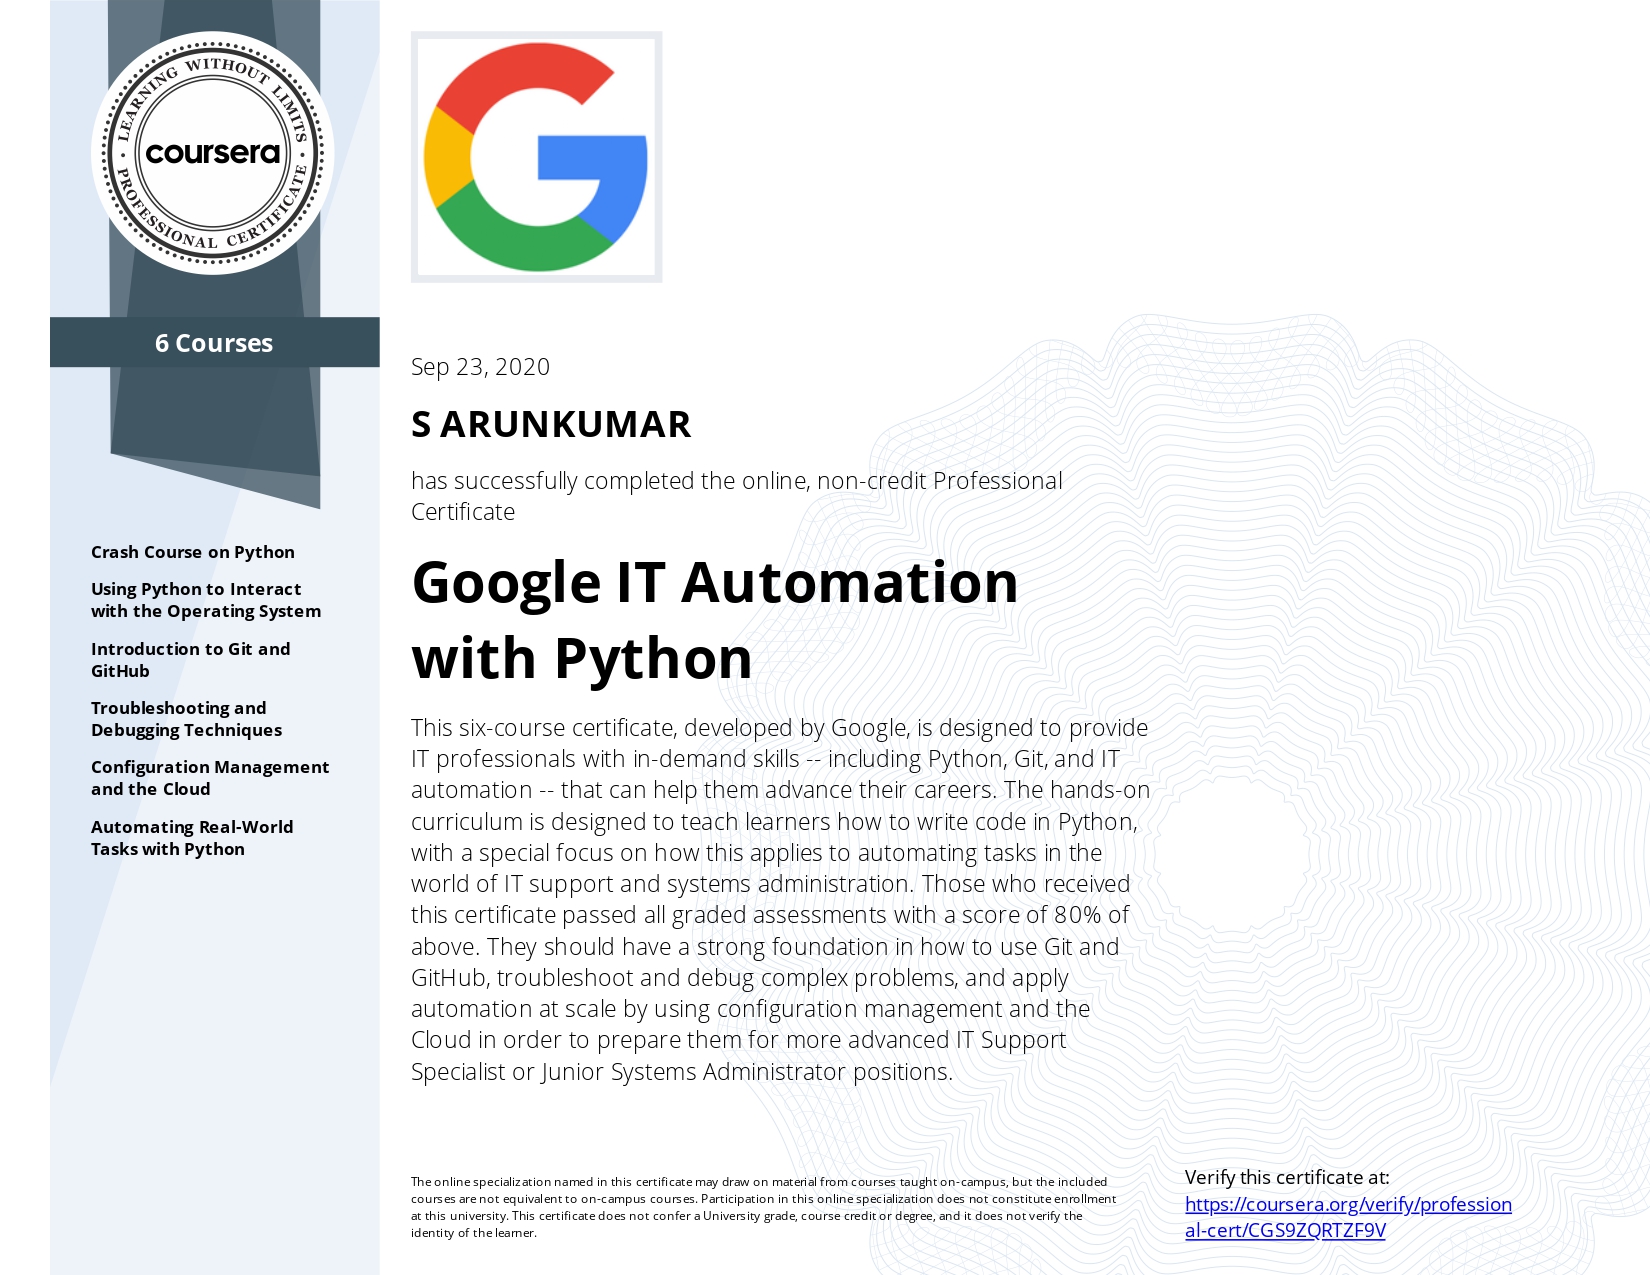 LEARNING WITHOUT LIMITS
coursera
PROFESSIONAL CERTIFICATE
6 Courses
Crash Course on Python
Using Python to Interact
with the Operating System
Introduction to Git and
GitHub
Troubleshooting and
Debugging Techniques
Configuration Management
and the Cloud
Automating Real-World
Tasks with Python
G
Sep 23, 2020
S ARUNKUMAR
has successfully completed the online, non-credit Professional
Certificate
Google IT Automation
with Python
This six-course certificate, developed by Google, is designed to provide
IT professionals with in-demand skills -- including Python, Git, and IT
automation -- that can help them advance their careers. The hands-on
curriculum is designed to teach learners how to write code in Python,
with a special focus on how this applies to automating tasks in the
world of IT support and systems administration. Those who received
this certificate passed all graded assessments with a score of 80% of
above. They should have a strong foundation in how to use Git and
GitHub, troubleshoot and debug complex problems, and apply
automation at scale by using configuration management and the
Cloud in order to prepare them for more advanced IT Support
Specialist or Junior Systems Administrator positions.
The online specialization named in this certificate may draw on material from courses taught on-campus, but the included
courses are not equivalent to on-campus courses. Participation in this online specialization does not constitute enrollment
at this university. This certificate does not confer a University grade, course credit or degree, and it does not verify the
identity of the learner.
Verify this certificate at:
https://coursera.org/verify/profession
al-cert/CGS9ZQRTZF9V